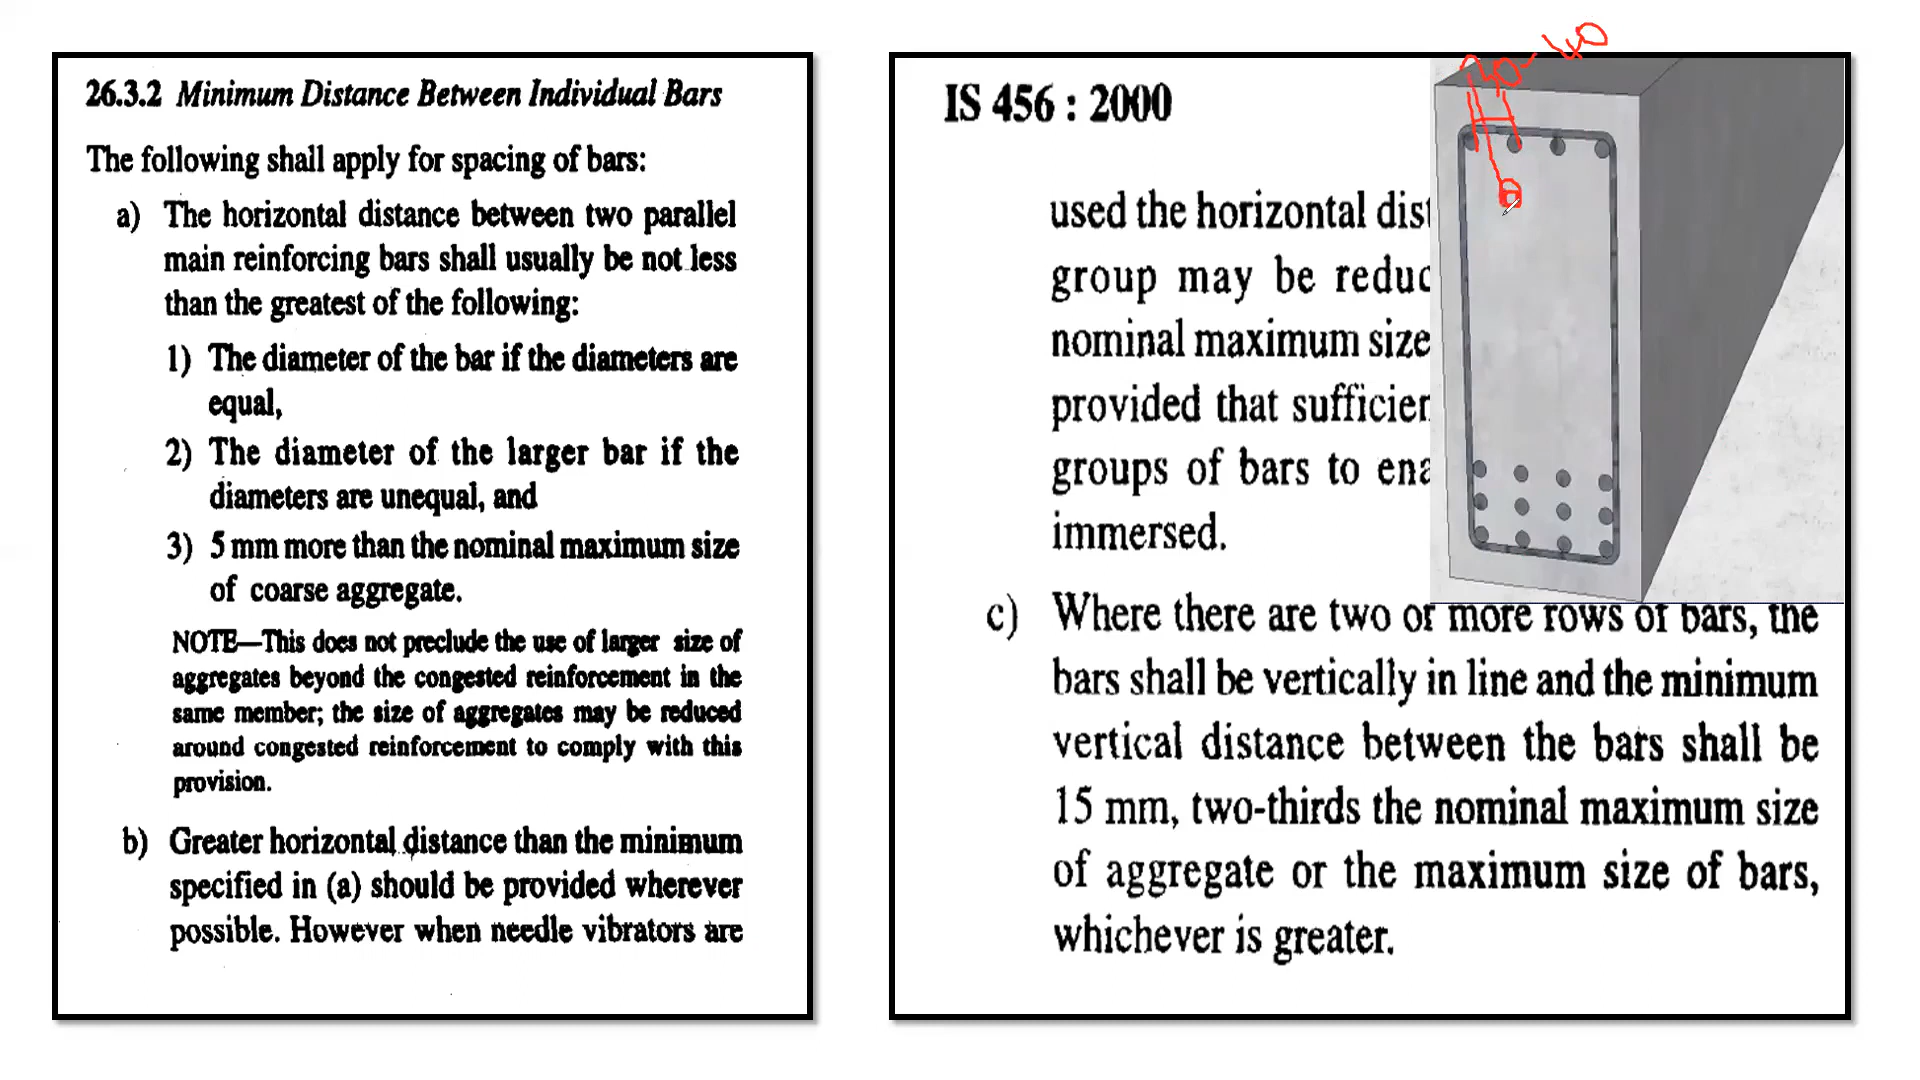 26.3.2 Minimum Distance Between Individual Bars
The following shall apply for spacing of bars:
a) The horizontal distance between two parallel
main reinforcing bars shall usually be not less
than the greatest of the following:
1) The diameter of the bar if the diameters are
equal,
2) The diameter of the larger bar if the
diameters are unequal, and
3) 5 mm more than the nominal maximum size
of coarse aggregate.
NOTE—This does not preclude the use of larger size of
aggregates beyond the congested reinforcement in the
same member; the size of aggregates may be reduced
around congested reinforcement to comply with this
provision.
b) Greater horizontal distance than the minimum
specified in (a) should be provided wherever
possible. However when needle vibrators are
IS 456 : 2000
used the horizontal
group may be
nominal maximum size
provided that
groups of bars to
immersed.
c) Where there are two or more rows of bars, the
bars shall be vertically in line and the minimum
vertical distance between the bars shall be
15 mm, two-thirds the nominal maximum size
of aggregate or the maximum size of bars,
whichever is greater.